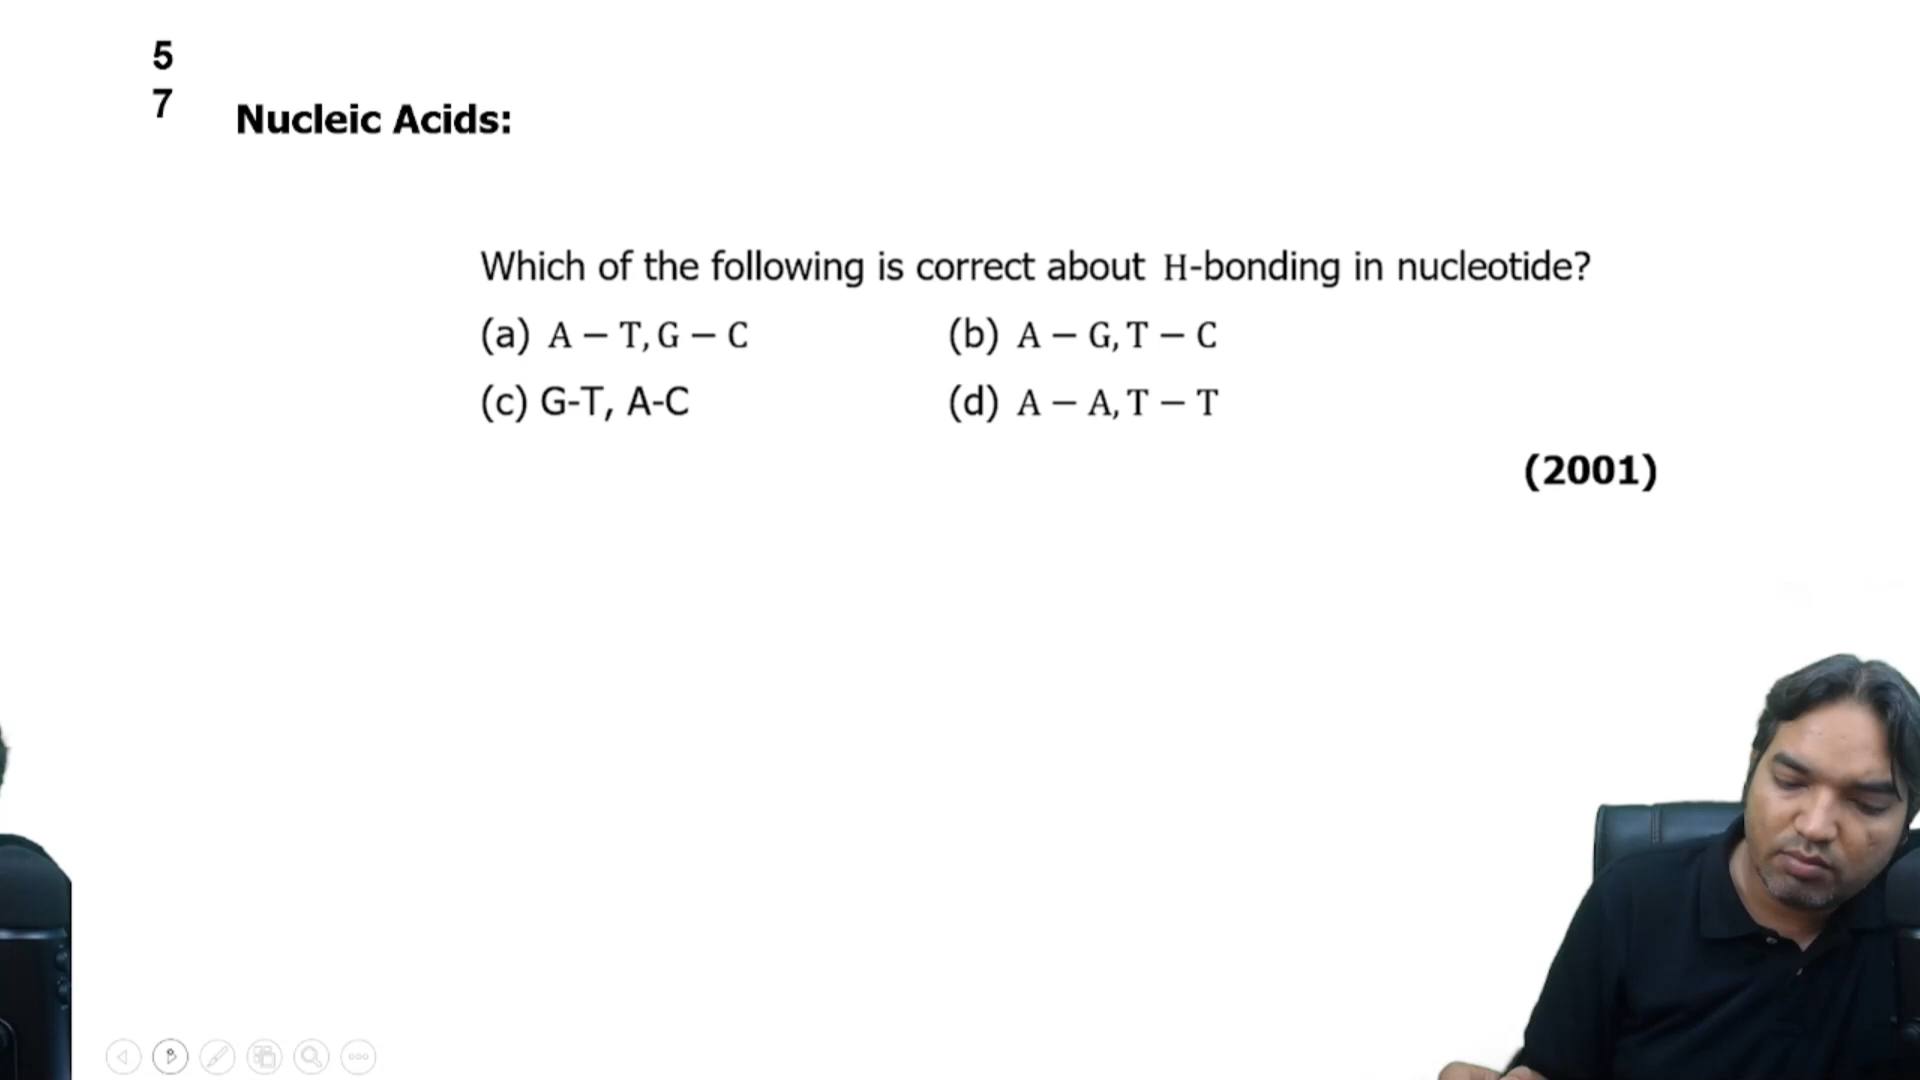 5
7
Nucleic Acids:
Which of the following is correct about H-bonding in nucleotide?
(a) A – T, G – C (b) A – G, T – C
(c) G-T, A-C (d) A – A, T – T
(2001)